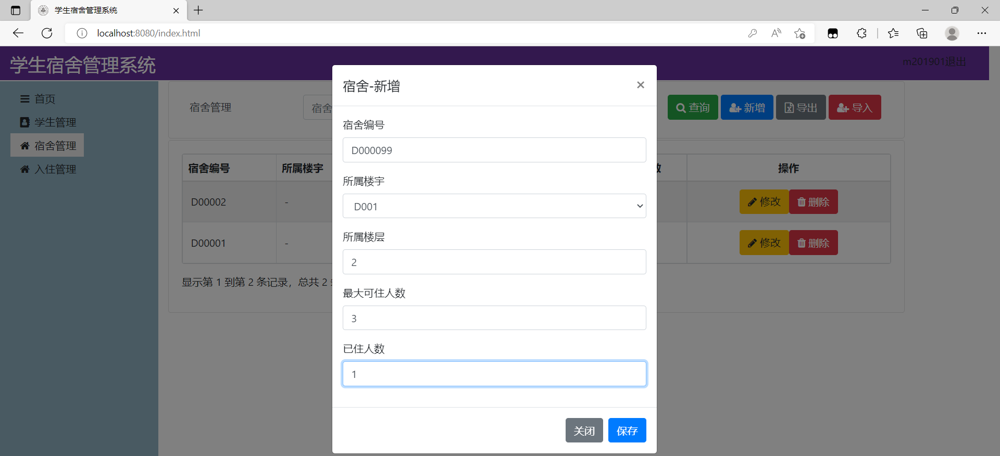 学生宿舍管理系统
localhost:8080/index.html
学生宿舍管理系统
m201901退出
首页
学生管理
宿舍管理
入住管理
宿舍管理
宿舍
查询
新增
导出
导入
宿舍编号
所属楼宇
操作
D00002
-
修改
删除
D00001
-
修改
删除
显示第 1 到第 2 条记录，总共 2
宿舍-新增
×
宿舍编号
D000099
所属楼宇
D001
所属楼层
2
最大可住人数
3
已住人数
1
关闭
保存